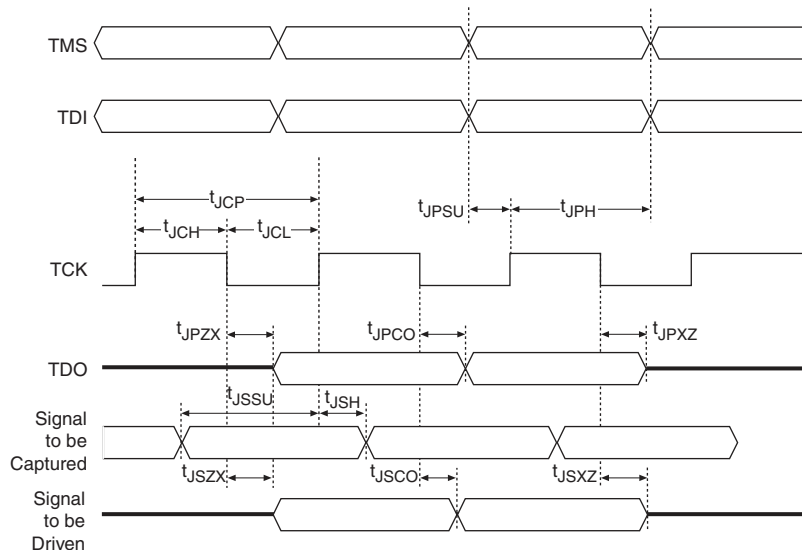 TMS
TDI
tJCP
tJPSU
tJPH
tJCH
tJCL
TCK
tJPZX
tJPCO
tJPXZ
TDO
tJSSU
tJSH
Signal
to be
Captured
tJSZX
tJSCO
tJSXZ
Signal
to be
Driven